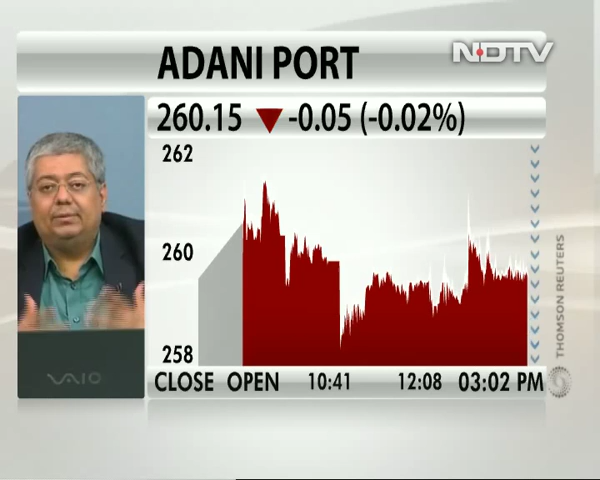 ADANI PORT
NDTV
260.15 ▼ -0.05 (-0.02%)
262
260
258
CLOSE OPEN 10:41 12:08 03:02 PM
THOMSON REUTERS
VAIO